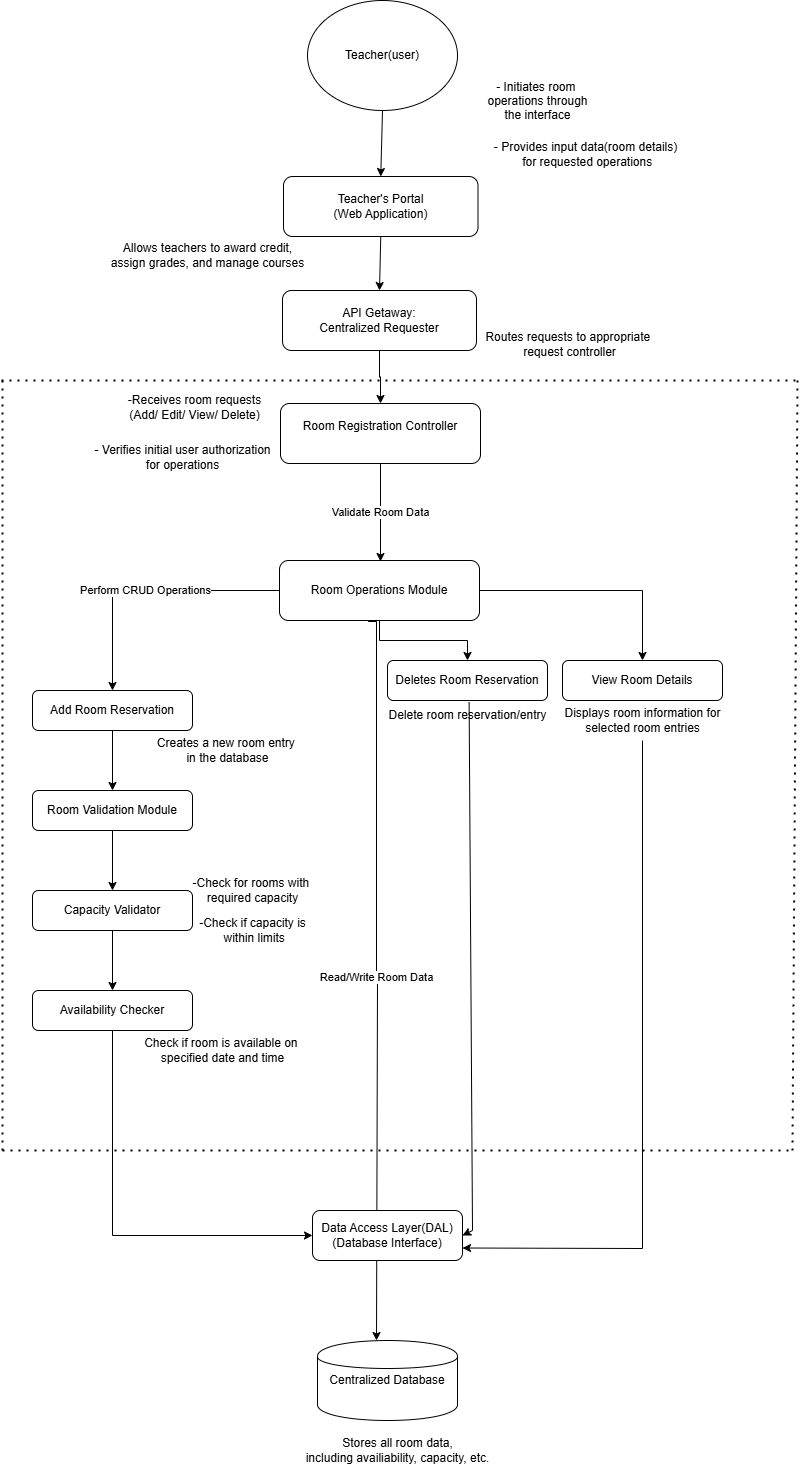 Teacher(user)
- Initiates room
operations through
the interface
- Provides input data(room details)
for requested operations
Teacher's Portal
(Web Application)
Allows teachers to award credit,
assign grades, and manage courses
API Getaway:
Centralized Requester
Routes requests to appropriate
request controller
-Receives room requests
(Add/ Edit/ View/ Delete)
Room Registration Controller
- Verifies initial user authorization
for operations
Validate Room Data
Perform CRUD Operations
Room Operations Module
Deletes Room Reservation
View Room Details
Delete room reservation/entry
Displays room information for
selected room entries
Add Room Reservation
Creates a new room entry
in the database
Room Validation Module
-Check for rooms with
required capacity
Capacity Validator
-Check if capacity is
within limits
Read/Write Room Data
Availability Checker
Check if room is available on
specified date and time
Data Access Layer(DAL)
(Database Interface)
Centralized Database
Stores all room data,
including availiability, capacity, etc.